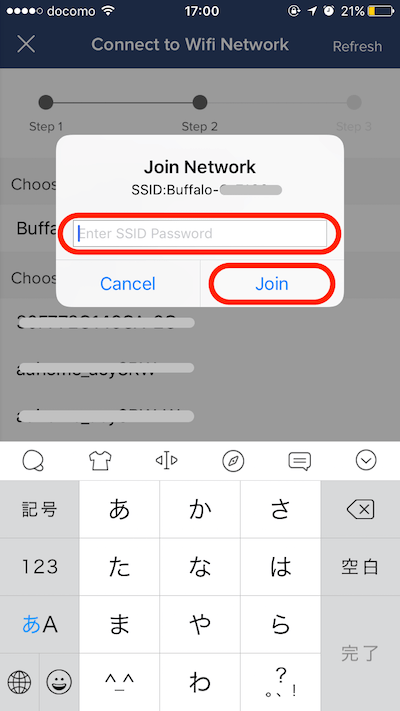 docomo 17:00 21%
Connect to Wifi Network Refresh
Step 1 Step 2 Step 3
Join Network
SSID:Buffalo-
Choos
Enter SSID Password
Buffa
Choos
Cancel Join
記号 あ か さ
123 た な は 空白
あA ま や ら
^_^ わ 。、?! 完了